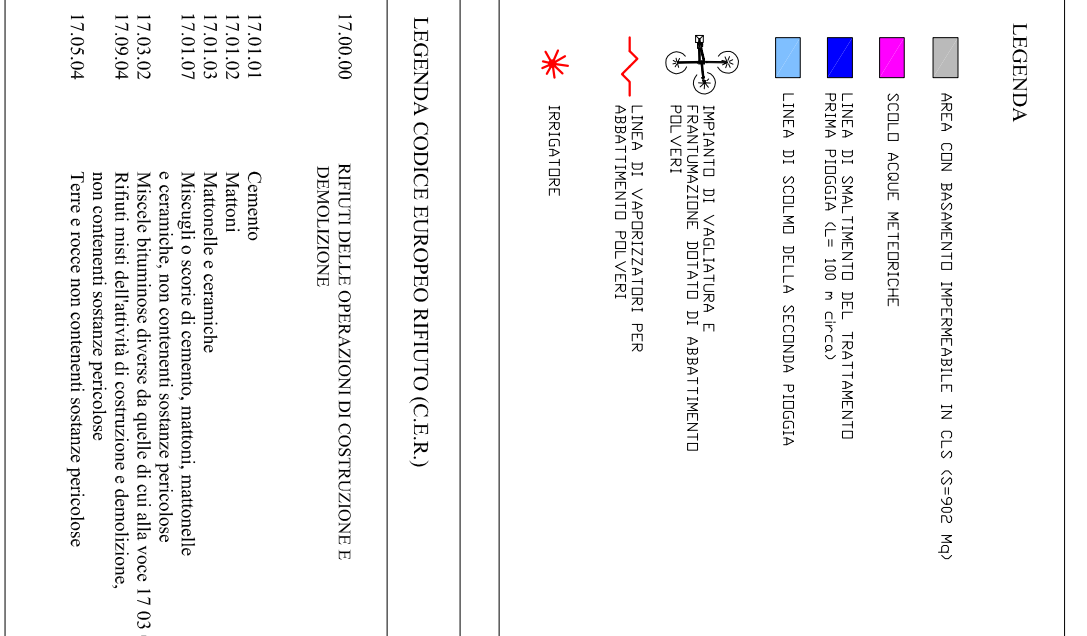 LEGENDA
AREA CON BASAMENTO IMPERMEABILE IN CLS (S=902 Mq)
SCOLO ACQUE METEORICHE
LINEA DI SMALTIMENTO DEL TRATTAMENTO
PRIMA PIOGGIA (L= 100 m circa)
LINEA DI SCOLMO DELLA SECONDA PIOGGIA
IMPIANTO DI VAGLIATURA E
FRANTUMAZIONE DOTATO DI ABBATTIMENTO
POLVERI
LINEA DI VAPORIZZATORI PER
ABBATTIMENTO POLVERI
IRRIGATORE
LEGENDA CODICE EUROPEO RIFIUTO (C.E.R.)
17.00.00 RIFIUTI DELLE OPERAZIONI DI COSTRUZIONE E
DEMOLIZIONE
17.01.01 Cemento
17.01.02 Mattoni
17.01.03 Mattonelle e ceramiche
17.01.07 Miscugli o scorie di cemento, mattoni, mattonelle
e ceramiche, non contenenti sostanze pericolose
17.03.02 Miscele bituminose diverse da quelle di cui alla voce 17 03
17.09.04 Rifiuti misti dell'attività di costruzione e demolizione,
non contenenti sostanze pericolose
17.05.04 Terre e rocce non contenenti sostanze pericolose